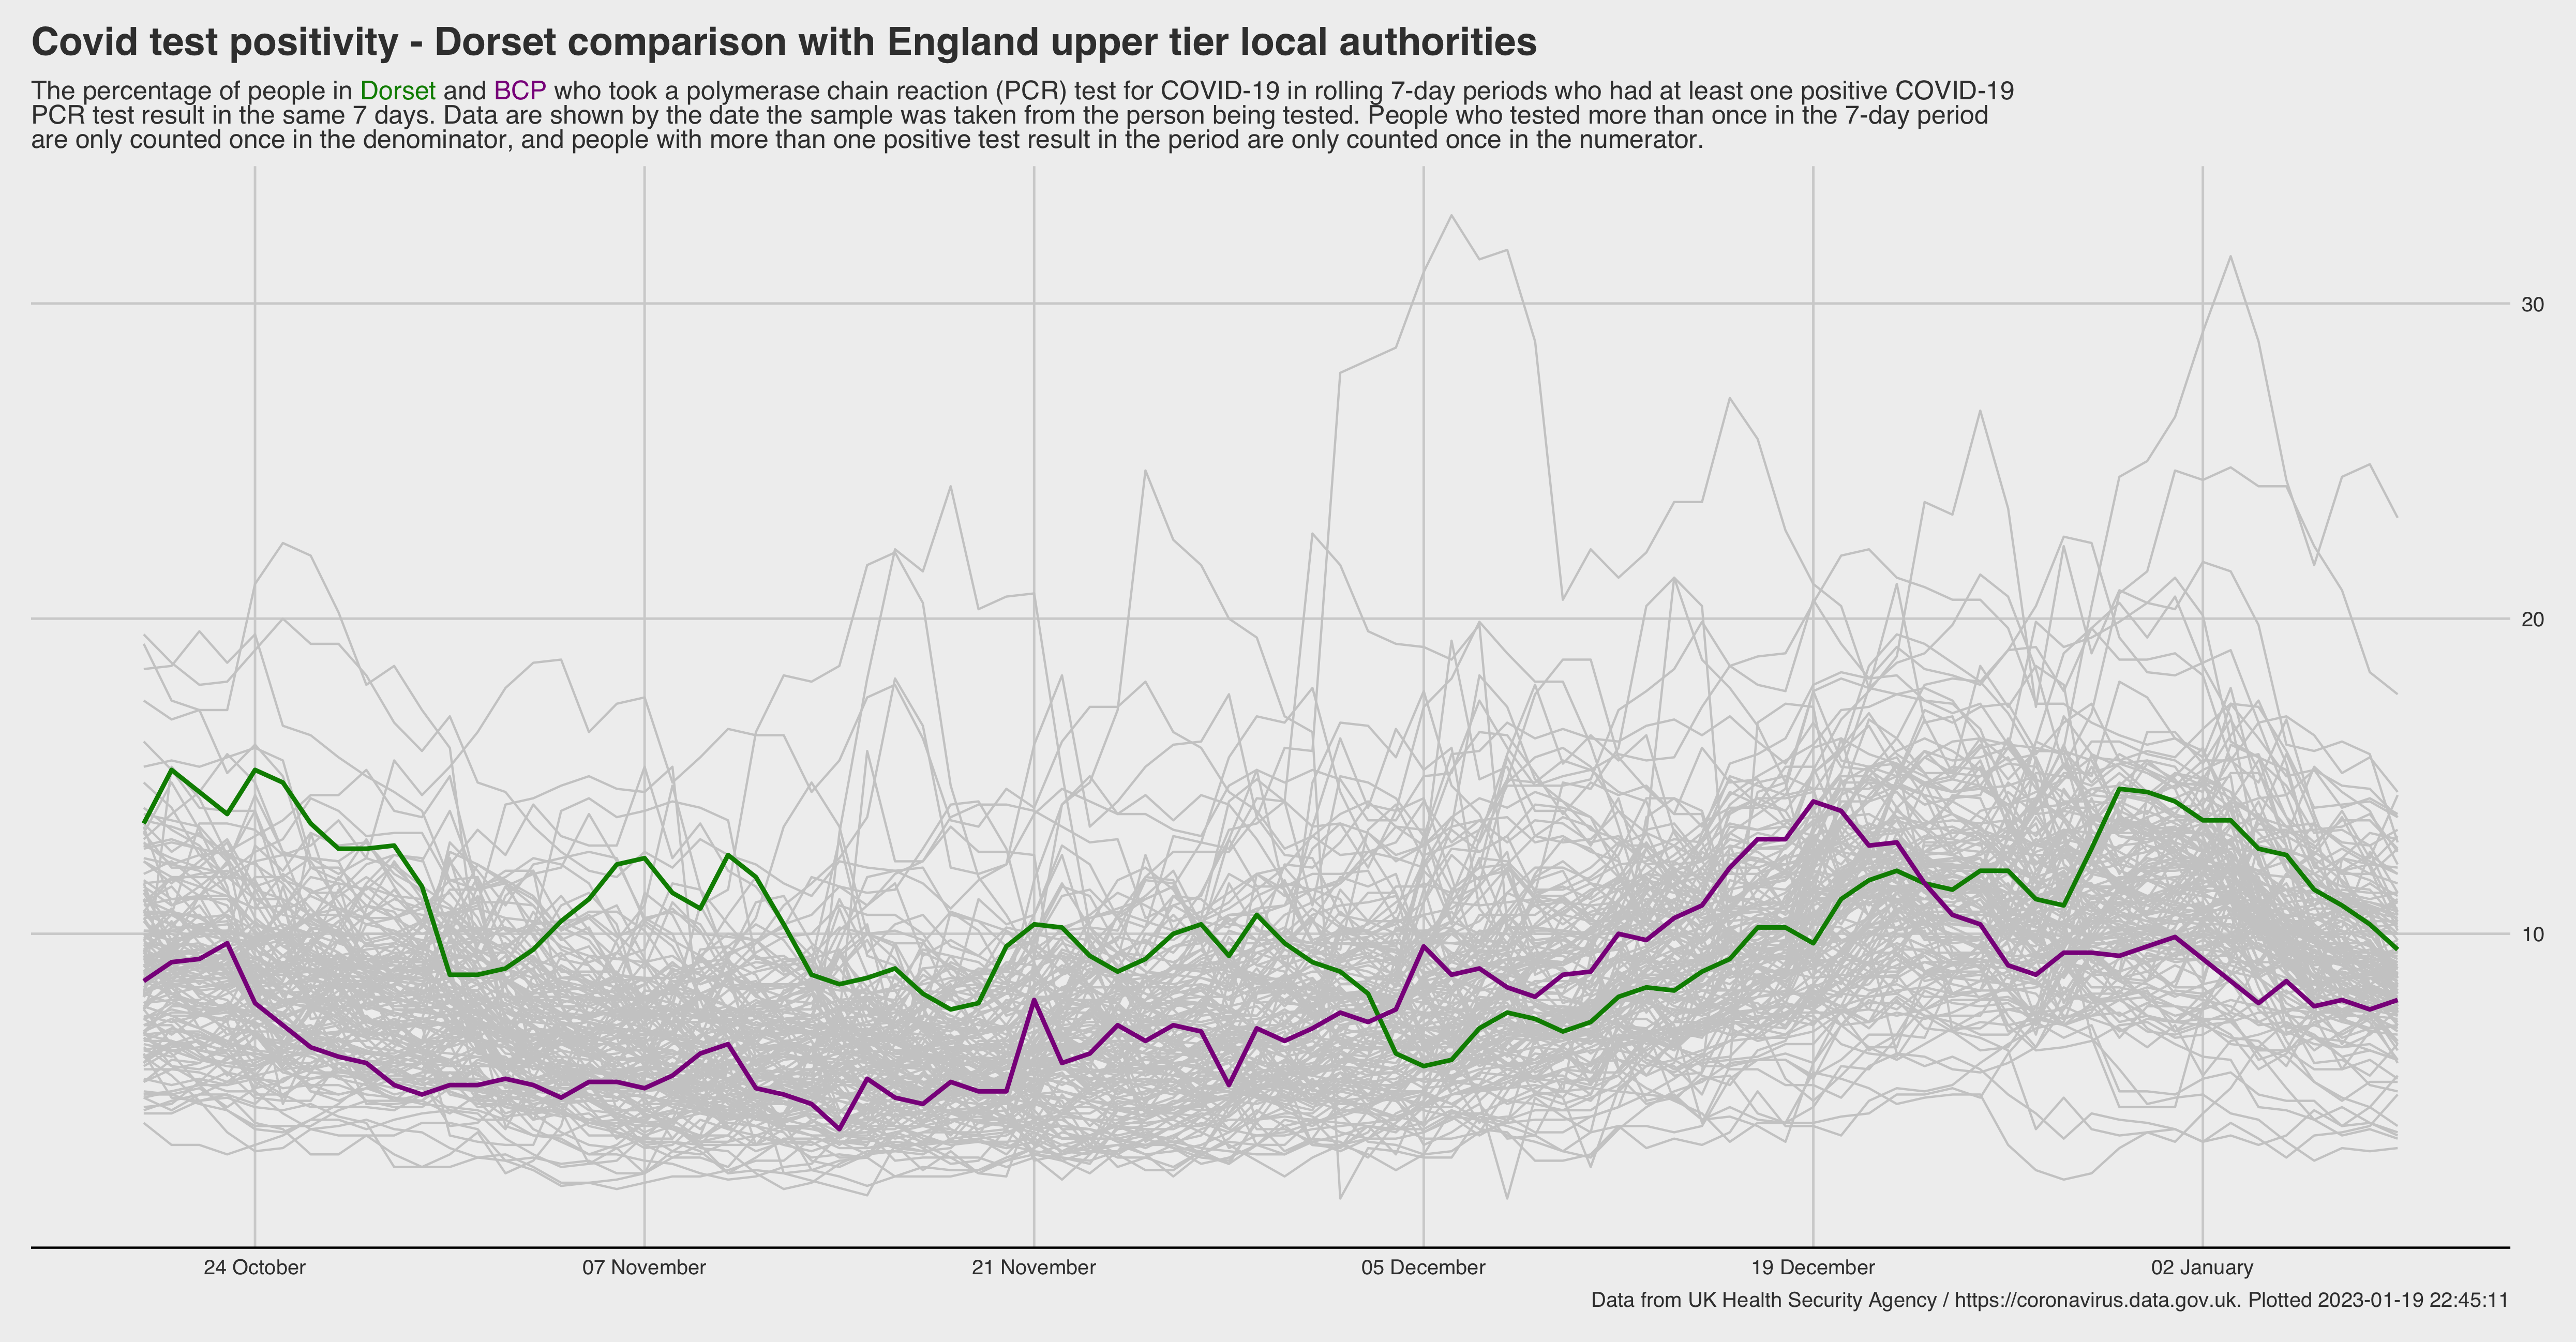 Covid test positivity - Dorset comparison with England upper tier local authorities
The percentage of people in Dorset and BCP who took a polymerase chain reaction (PCR) test for COVID-19 in rolling 7-day periods who had at least one positive COVID-19
PCR test result in the same 7 days. Data are shown by the date the sample was taken from the person being tested. People who tested more than once in the 7-day period
are only counted once in the denominator, and people with more than one positive test result in the period are only counted once in the numerator.
30
20
10
24 October
07 November
21 November
05 December
19 December
02 January
Data from UK Health Security Agency / https://coronavirus.data.gov.uk. Plotted 2023-01-19 22:45:11